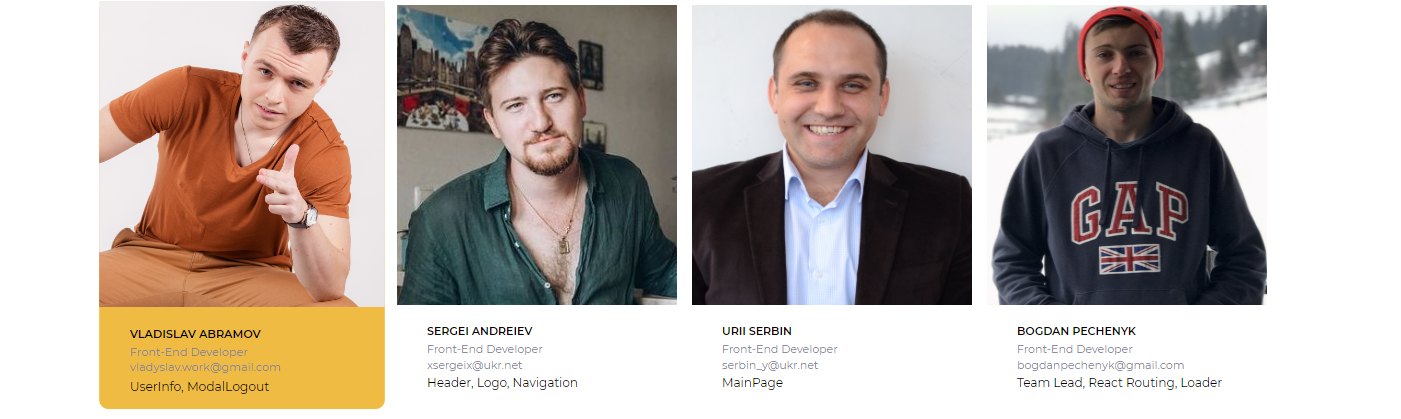 GAP
VLADISLAV ABRAMOV
Front-End Developer
vladyslav.work@gmail.com
UserInfo, ModalLogout
SERGEI ANDREIEV
Front-End Developer
xsergeix@ukr.net
Header, Logo, Navigation
URII SERBIN
Front-End Developer
serbin_y@ukr.net
MainPage
BOGDAN PECHENYK
Front-End Developer
bogdanpechenyk@gmail.com
Team Lead, React Routing, Loader